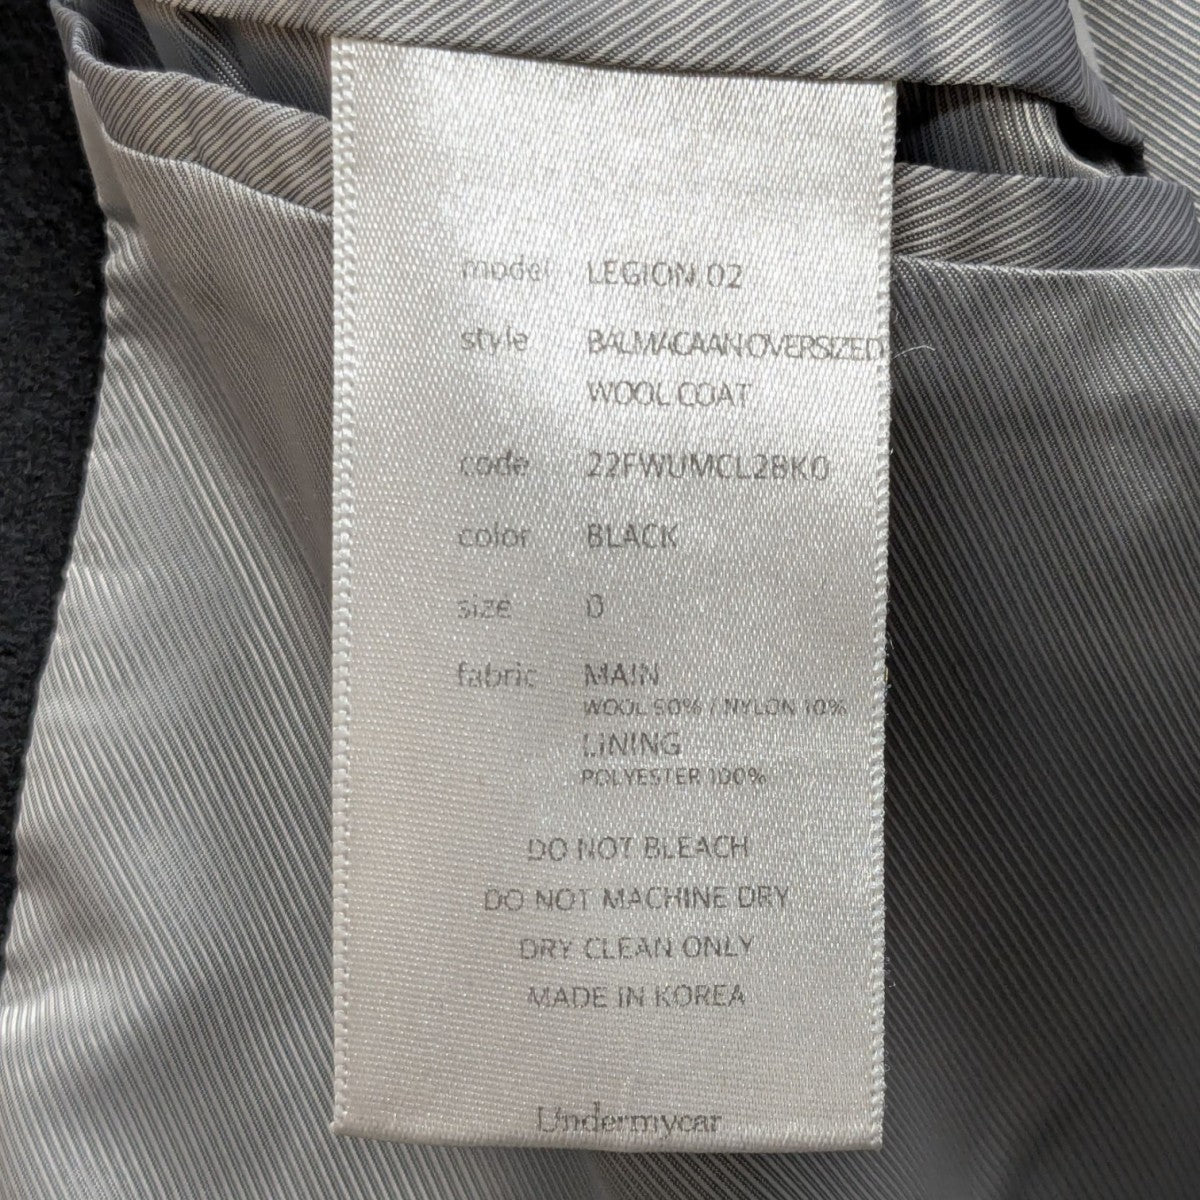 model LEGION 02
style BALMACAAN OVERSIZED
WOOL COAT
code 22FWUMCL2BK0
color BLACK
size 0
fabric MAIN
WOOL 90% / NYLON 10%
LINING
POLYESTER 100%
DO NOT BLEACH
DO NOT MACHINE DRY
DRY CLEAN ONLY
MADE IN KOREA
Undermycar